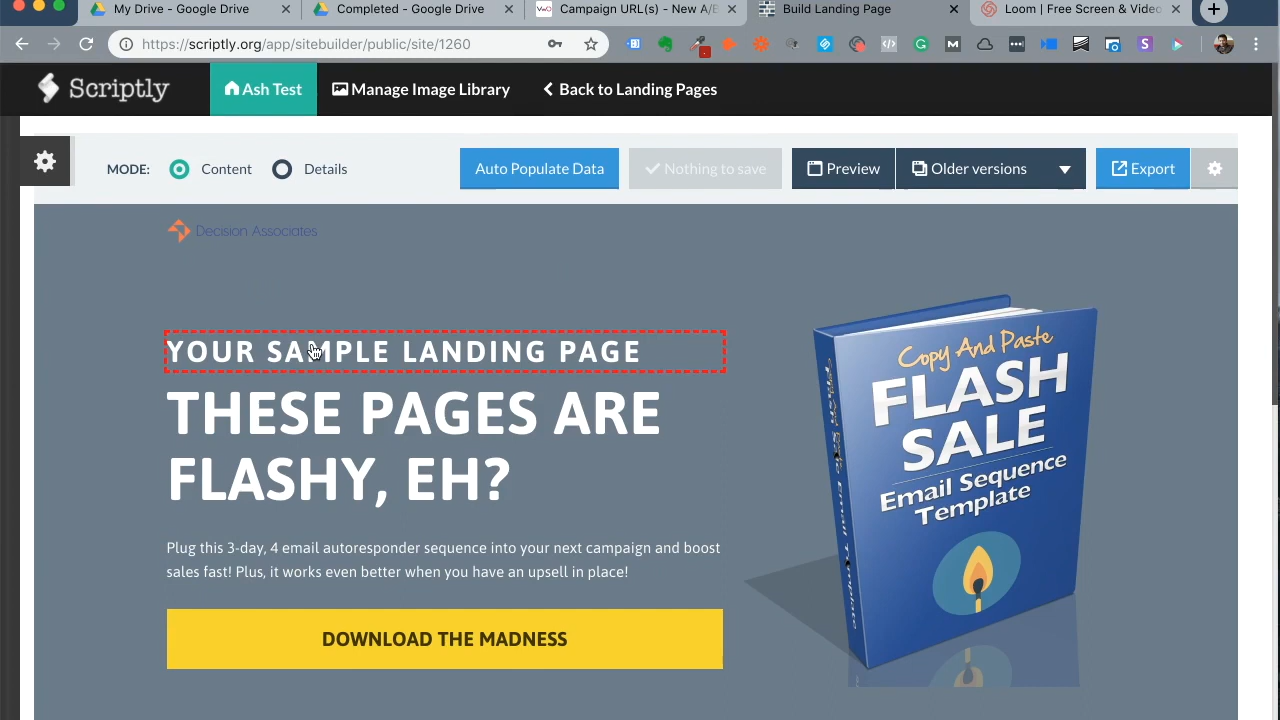 My Drive - Google Drive
Completed - Google Drive
VWO Campaign URL(s) - New A/B
Build Landing Page
Loom | Free Screen & Video
https://scriptly.org/app/sitebuilder/public/site/1260
Scriptly
Ash Test
Manage Image Library
Back to Landing Pages
MODE:
Content
Details
Auto Populate Data
Nothing to save
Preview
Older versions
Export
Decision Associates
YOUR SAMPLE LANDING PAGE
THESE PAGES ARE
FLASHY, EH?
Plug this 3-day, 4 email autoresponder sequence into your next campaign and boost
sales fast! Plus, it works even better when you have an upsell in place!
DOWNLOAD THE MADNESS
Copy And Paste
FLASH
SALE
Email Sequence
Template